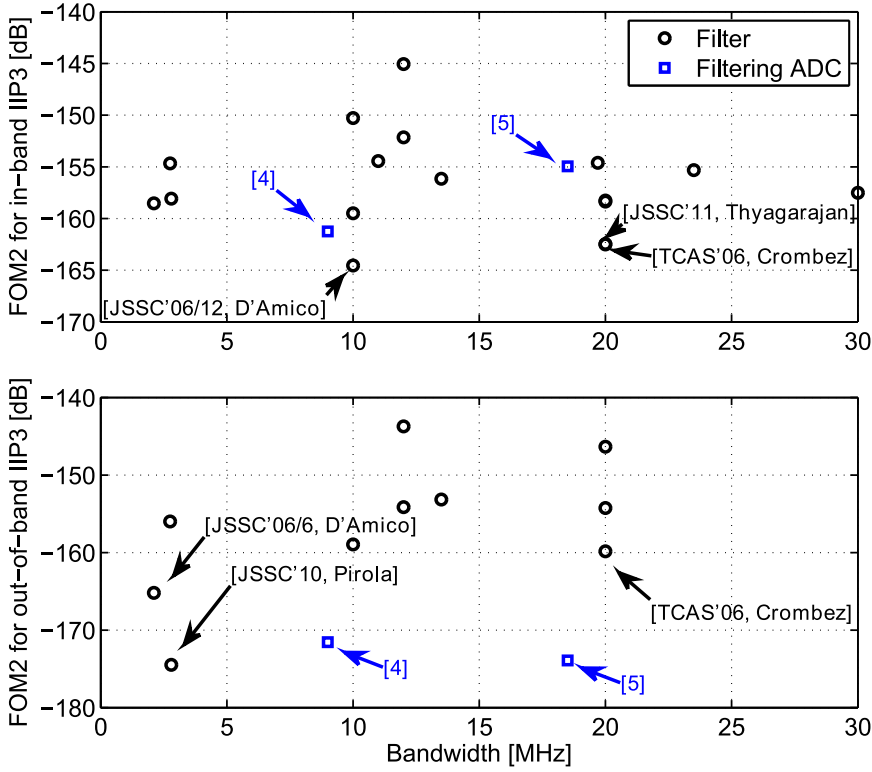 FOM2 for in−band IIP3 [dB]
−140
−145
−150
−155
−160
−165
−170
0
5
10
15
20
25
30
Filter
Filtering ADC
[4]
[5]
[JSSC'11, Thyagarajan]
[TCAS'06, Crombez]
[JSSC'06/12, D'Amico]
FOM2 for out−of−band IIP3 [dB]
−140
−150
−160
−170
−180
0
5
10
15
20
25
30
[JSSC'06/6, D'Amico]
[JSSC'10, Pirola]
[TCAS'06, Crombez]
[4]
[5]
Bandwidth [MHz]